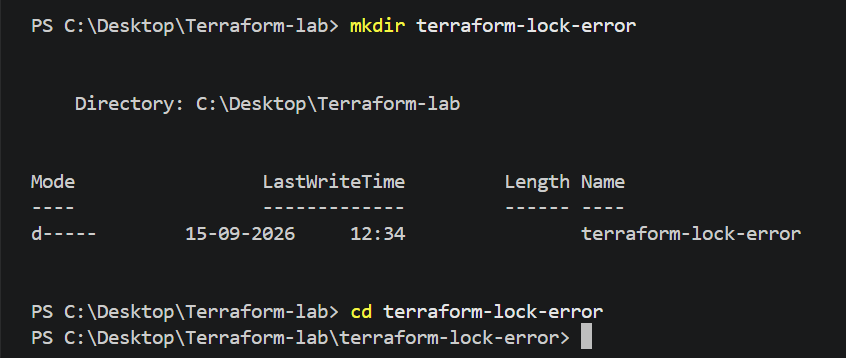 PS C:\Desktop\Terraform-lab> mkdir terraform-lock-error
Directory: C:\Desktop\Terraform-lab
Mode                 LastWriteTime         Length Name
----                 -------------         ------ ----
d-----        15-09-2026     12:34                terraform-lock-error
PS C:\Desktop\Terraform-lab> cd terraform-lock-error
PS C:\Desktop\Terraform-lab\terraform-lock-error>